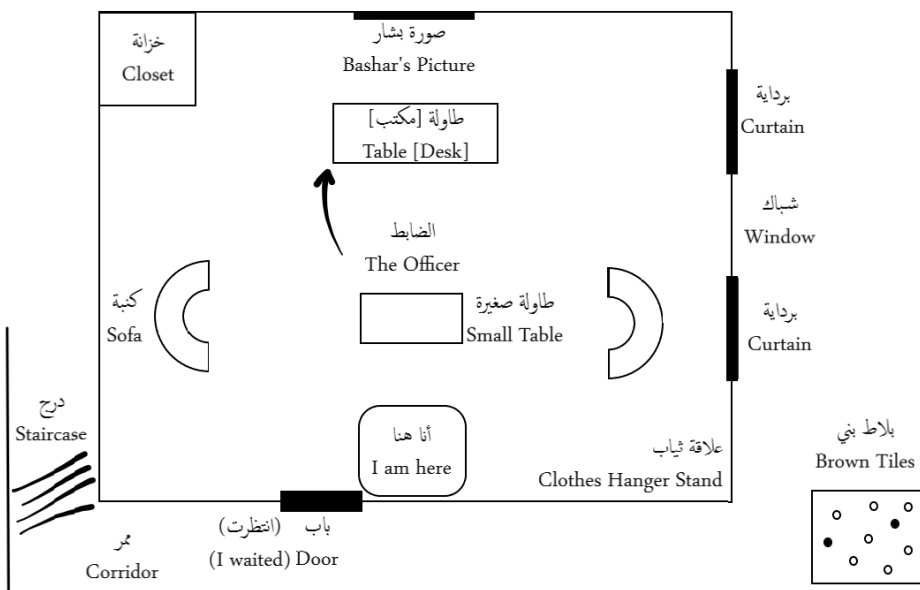 خزانة
Closet
صورة بشار
Bashar's Picture
برداية
Curtain
طاولة [مكتب]
Table [Desk]
شباك
Window
الضابط
The Officer
كنبة
Sofa
طاولة صغيرة
Small Table
برداية
Curtain
درج
Staircase
أنا هنا
I am here
علاقة ثياب
Clothes Hanger Stand
بلاط بني
Brown Tiles
باب (انتظرت)
(I waited) Door
ممر
Corridor